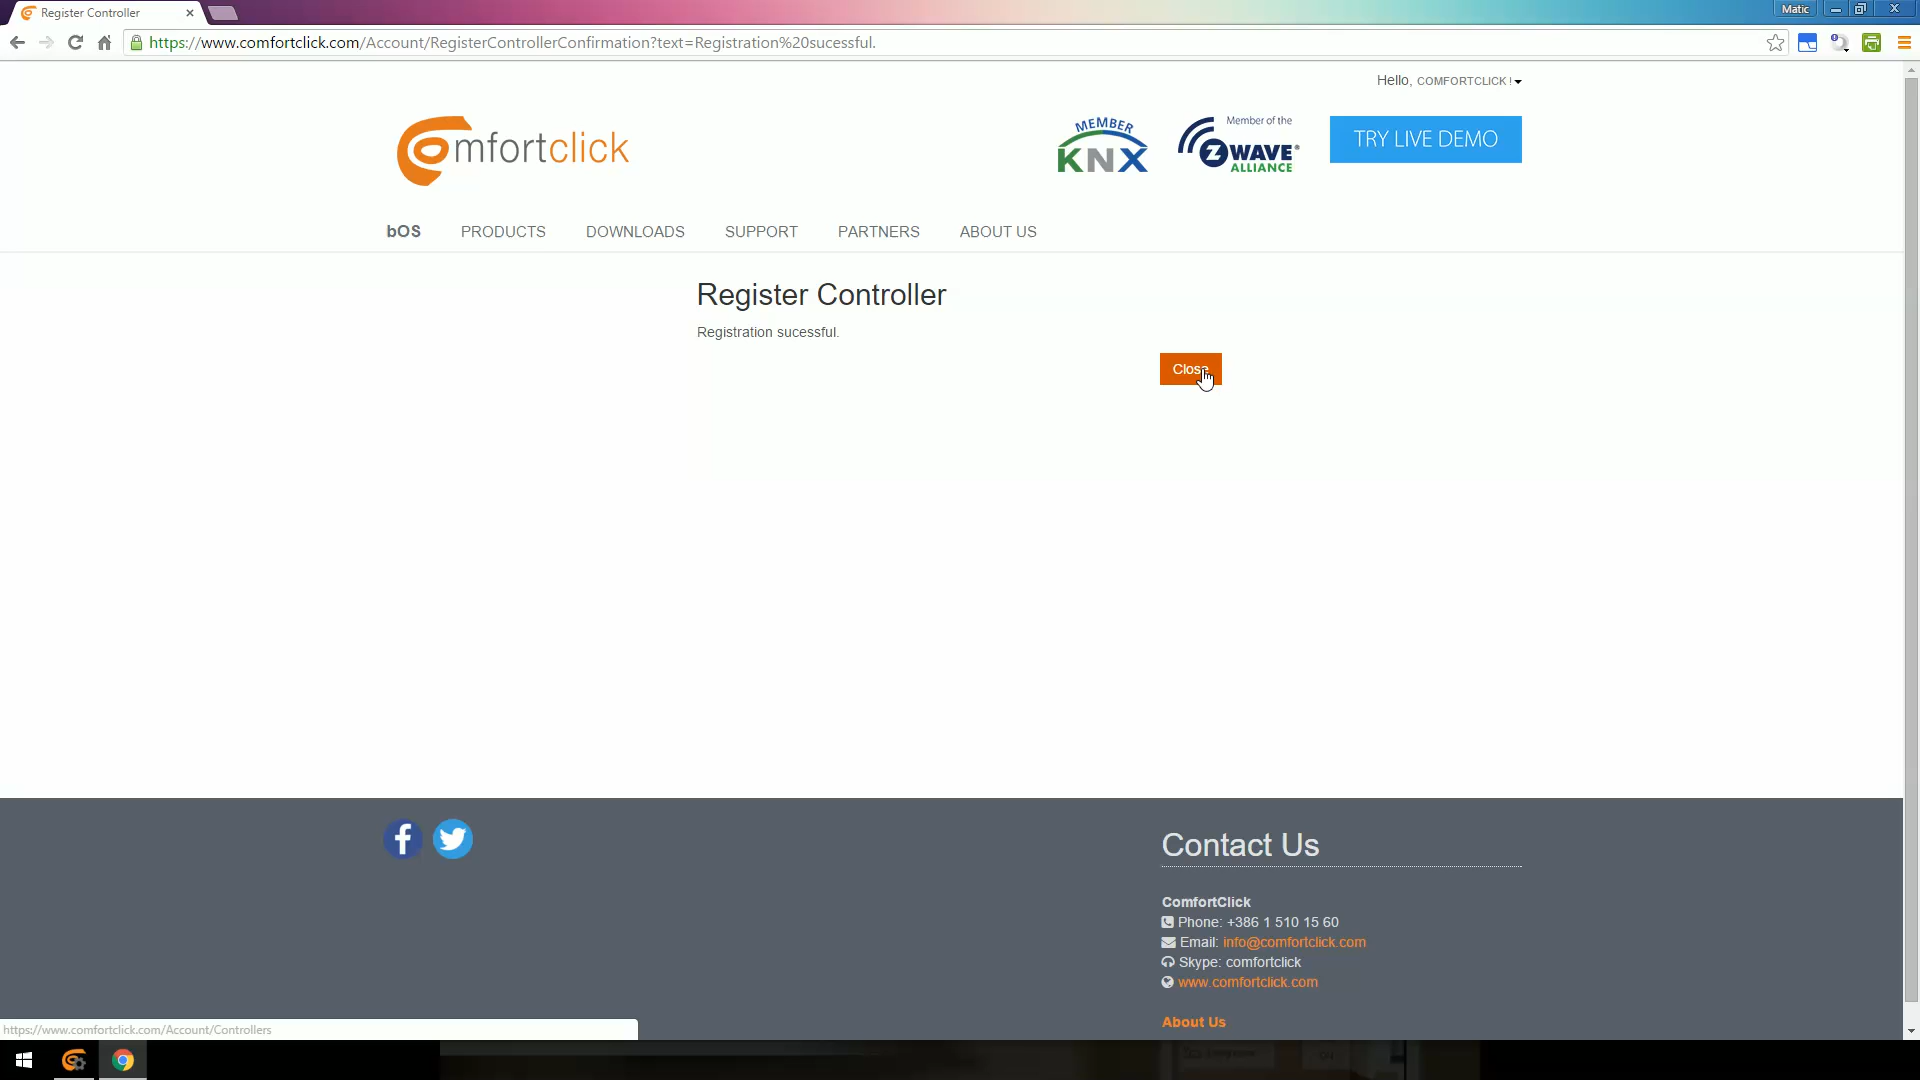 Register Controller
Matic
https://www.comfortclick.com/Account/RegisterControllerConfirmation?text=Registration%20sucessful.
Hello, COMFORTCLICK !
comfortclick
MEMBER
KNX
Member of the
Z WAVE
ALLIANCE
TRY LIVE DEMO
bOS
PRODUCTS
DOWNLOADS
SUPPORT
PARTNERS
ABOUT US
Register Controller
Registration sucessful.
Close
Contact Us
ComfortClick
Phone: +386 1 510 15 60
Email: info@comfortclick.com
Skype: comfortclick
www.comfortclick.com
About Us
https://www.comfortclick.com/Account/Controllers